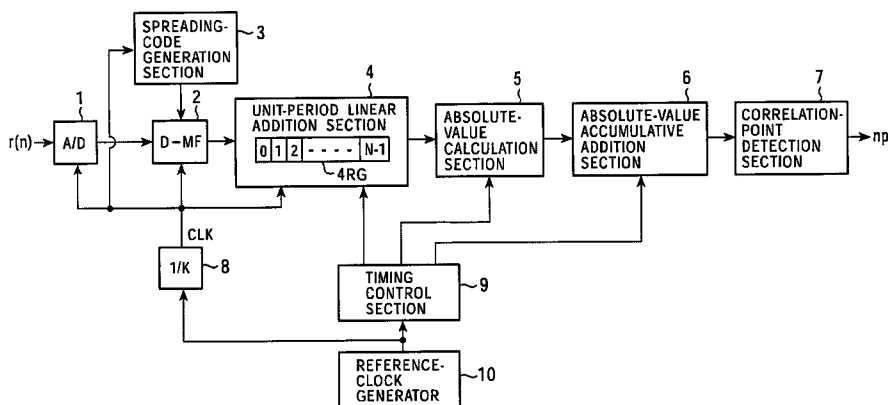 SPREADING-
CODE
GENERATION
SECTION
3
1
2
4
5
6
7
r(n)
A/D
D-MF
UNIT-PERIOD LINEAR
ADDITION SECTION
0 1 2 - - - - N-1
4RG
ABSOLUTE-
VALUE
CALCULATION
SECTION
ABSOLUTE-VALUE
ACCUMULATIVE
ADDITION
SECTION
CORRELATION-
POINT
DETECTION
SECTION
np
CLK
1/K
8
TIMING
CONTROL
SECTION
9
REFERENCE-
CLOCK
GENERATOR
10